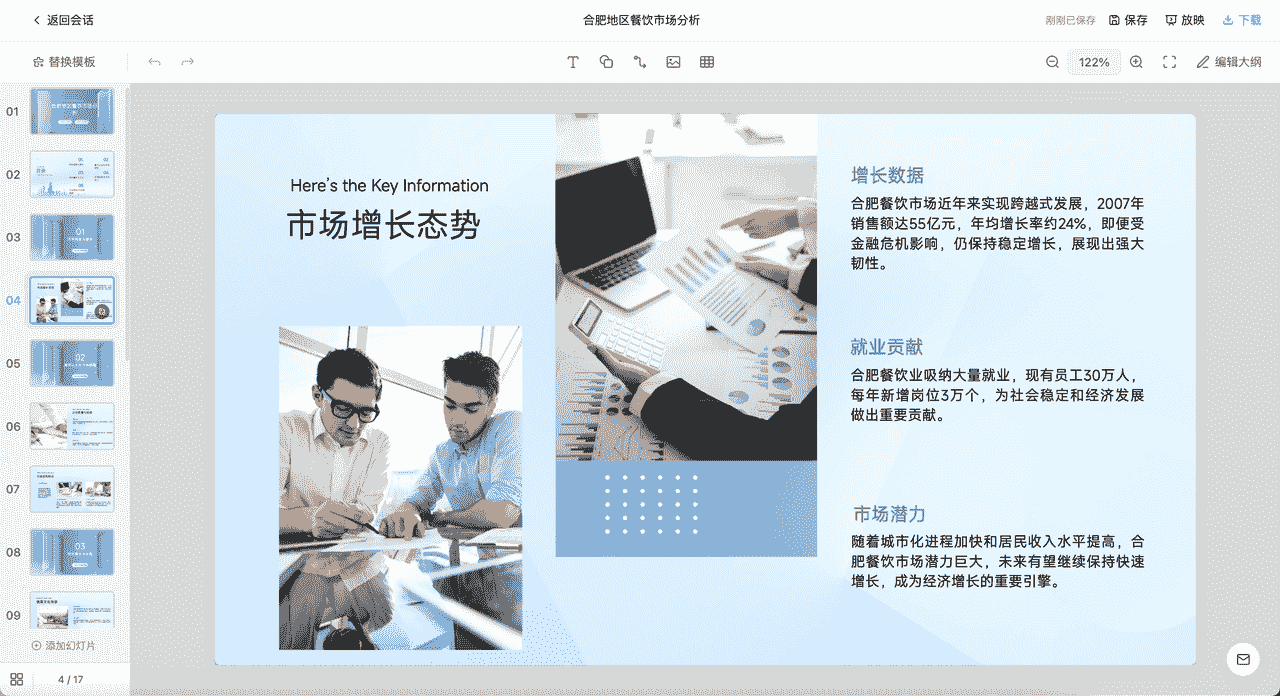 返回会话
合肥地区餐饮市场分析
刚刚已保存
保存
放映
下载
替换模板
122%
编辑大纲
01
02
03
04
05
06
07
08
09
添加幻灯片
4 / 17
Here's the Key Information
市场增长态势
增长数据
合肥餐饮市场近年来实现跨越式发展，2007年
销售额达55亿元，年均增长率约24%，即便受
金融危机影响，仍保持稳定增长，展现出强大
韧性。
就业贡献
合肥餐饮业吸纳大量就业，现有员工30万人，
每年新增岗位3万个，为社会稳定和经济发展
做出重要贡献。
市场潜力
随着城市化进程加快和居民收入水平提高，合
肥餐饮市场潜力巨大，未来有望继续保持快速
增长，成为经济增长的重要引擎。